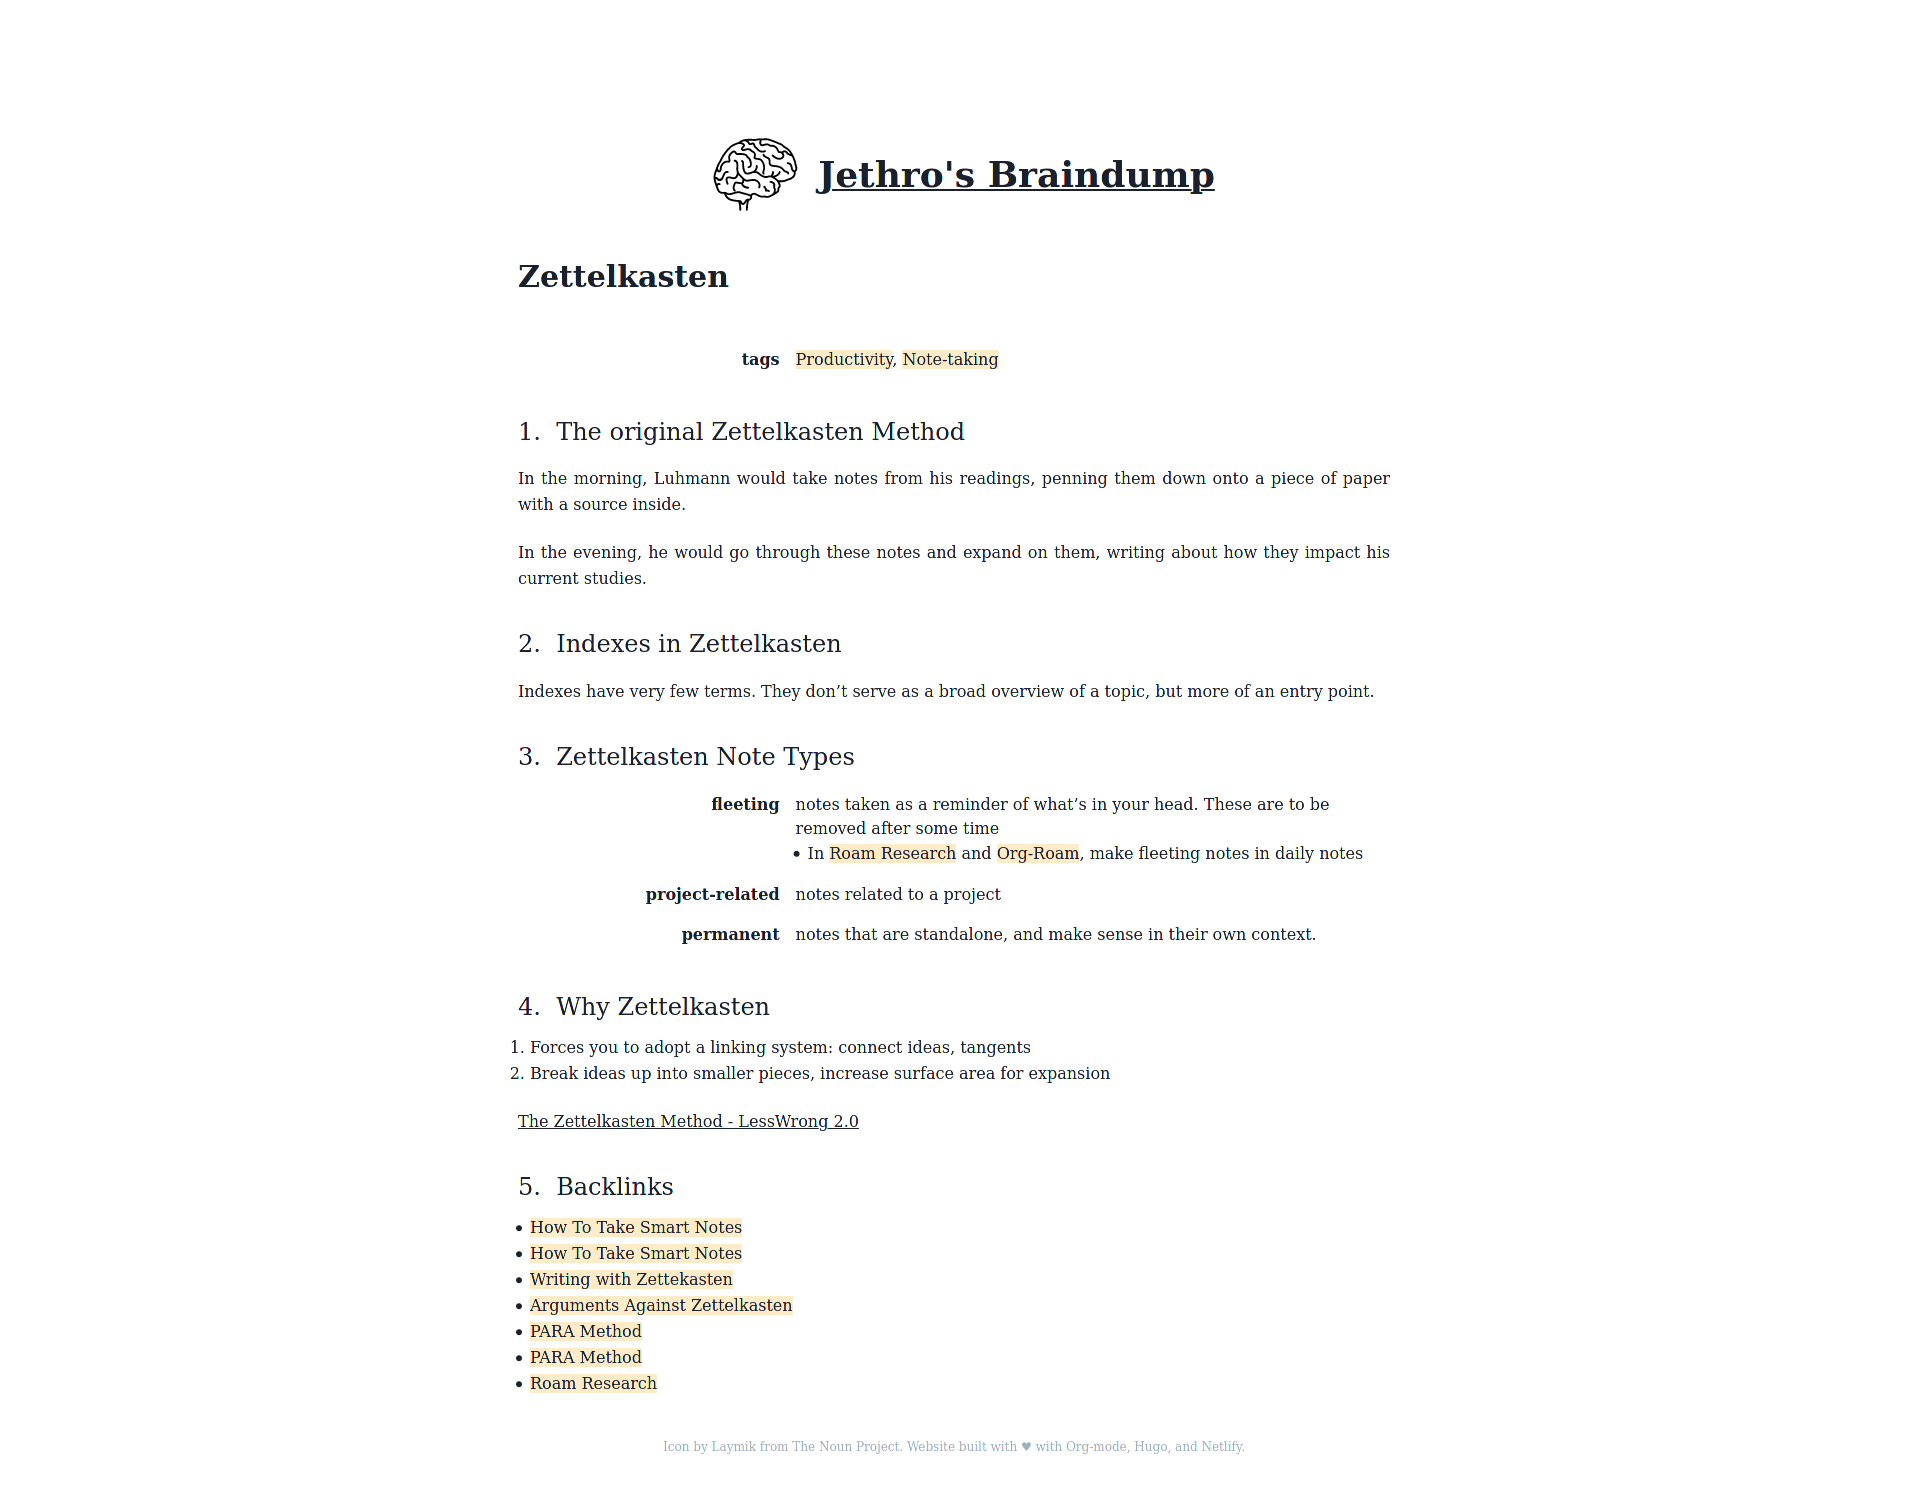 Jethro's Braindump
Zettelkasten
tags Productivity, Note-taking
1. The original Zettelkasten Method
In the morning, Luhmann would take notes from his readings, penning them down onto a piece of paper
with a source inside.
In the evening, he would go through these notes and expand on them, writing about how they impact his
current studies.
2. Indexes in Zettelkasten
Indexes have very few terms. They don’t serve as a broad overview of a topic, but more of an entry point.
3. Zettelkasten Note Types
fleeting notes taken as a reminder of what’s in your head. These are to be
removed after some time
• In Roam Research and Org-Roam, make fleeting notes in daily notes
project-related notes related to a project
permanent notes that are standalone, and make sense in their own context.
4. Why Zettelkasten
1. Forces you to adopt a linking system: connect ideas, tangents
2. Break ideas up into smaller pieces, increase surface area for expansion
The Zettelkasten Method - LessWrong 2.0
5. Backlinks
• How To Take Smart Notes
• How To Take Smart Notes
• Writing with Zettekasten
• Arguments Against Zettelkasten
• PARA Method
• PARA Method
• Roam Research
Icon by Laymik from The Noun Project. Website built with ♥ with Org-mode, Hugo, and Netlify.